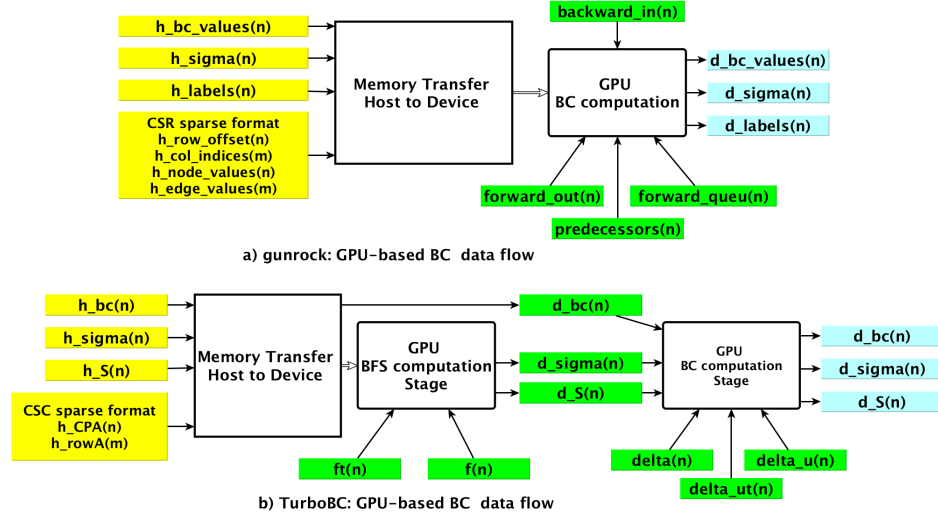 backward_in(n)
h_bc_values(n)
h_sigma(n)
h_labels(n)
CSR sparse format
h_row_offset(n)
h_col_indices(m)
h_node_values(n)
h_edge_values(m)
Memory Transfer
Host to Device
GPU
BC computation
d_bc_values(n)
d_sigma(n)
d_labels(n)
forward_out(n)
forward_queu(n)
predecessors(n)
a) gunrock: GPU-based BC data flow
h_bc(n)
h_sigma(n)
h_S(n)
CSC sparse format
h_CPA(n)
h_rowA(m)
Memory Transfer
Host to Device
GPU
BFS computation
Stage
d_bc(n)
d_sigma(n)
d_S(n)
GPU
BC computation
Stage
d_bc(n)
d_sigma(n)
d_S(n)
ft(n)
f(n)
delta(n)
delta_u(n)
delta_ut(n)
b) TurboBC: GPU-based BC data flow